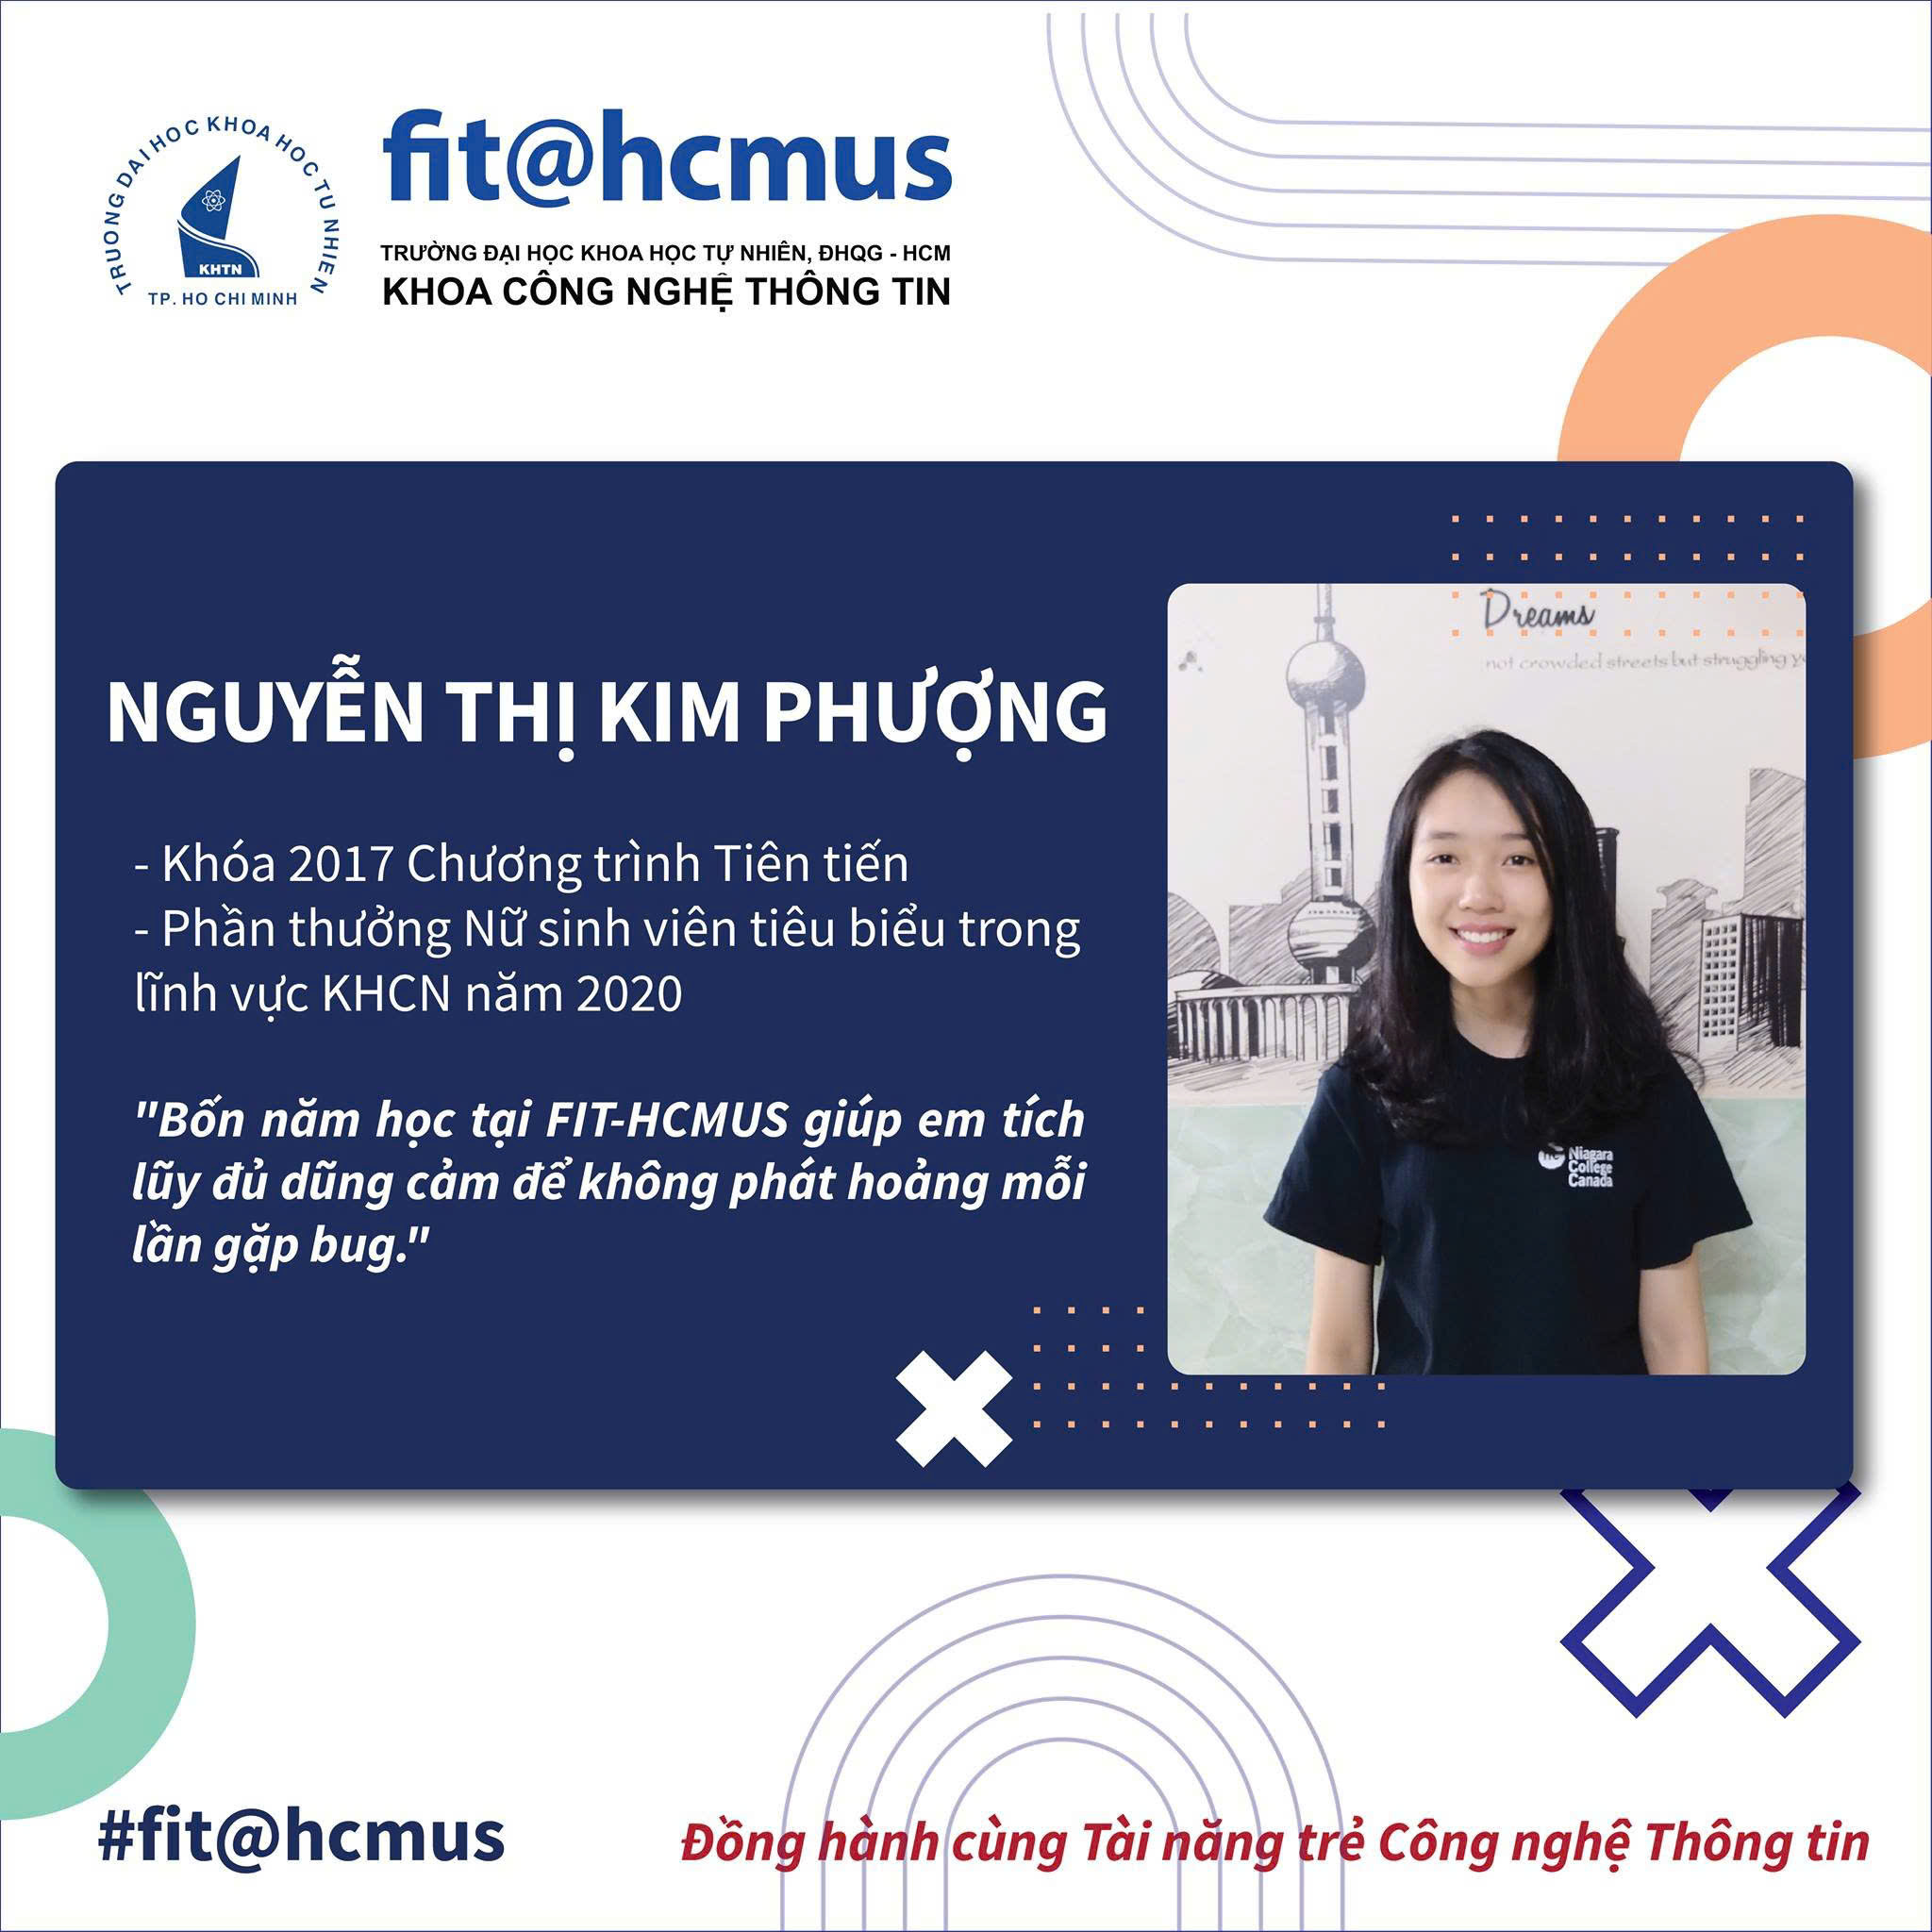 TRUONG DAI HOC KHOA HOC TU NHIEN
KHTN
TP. HO CHI MINH
fit@hcmus
TRƯỜNG ĐẠI HỌC KHOA HỌC TỰ NHIÊN, ĐHQG - HCM
KHOA CÔNG NGHỆ THÔNG TIN
NGUYỄN THỊ KIM PHƯỢNG
- Khóa 2017 Chương trình Tiên tiến
- Phần thưởng Nữ sinh viên tiêu biểu trong
lĩnh vực KHCN năm 2020
"Bốn năm học tại FIT-HCMUS giúp em tích
lũy đủ dũng cảm để không phát hoảng mỗi
lần gặp bug."
Dreams
not crowded streets but struggling
Niagara
College
Canada
#fit@hcmus
Đồng hành cùng Tài năng trẻ Công nghệ Thông tin